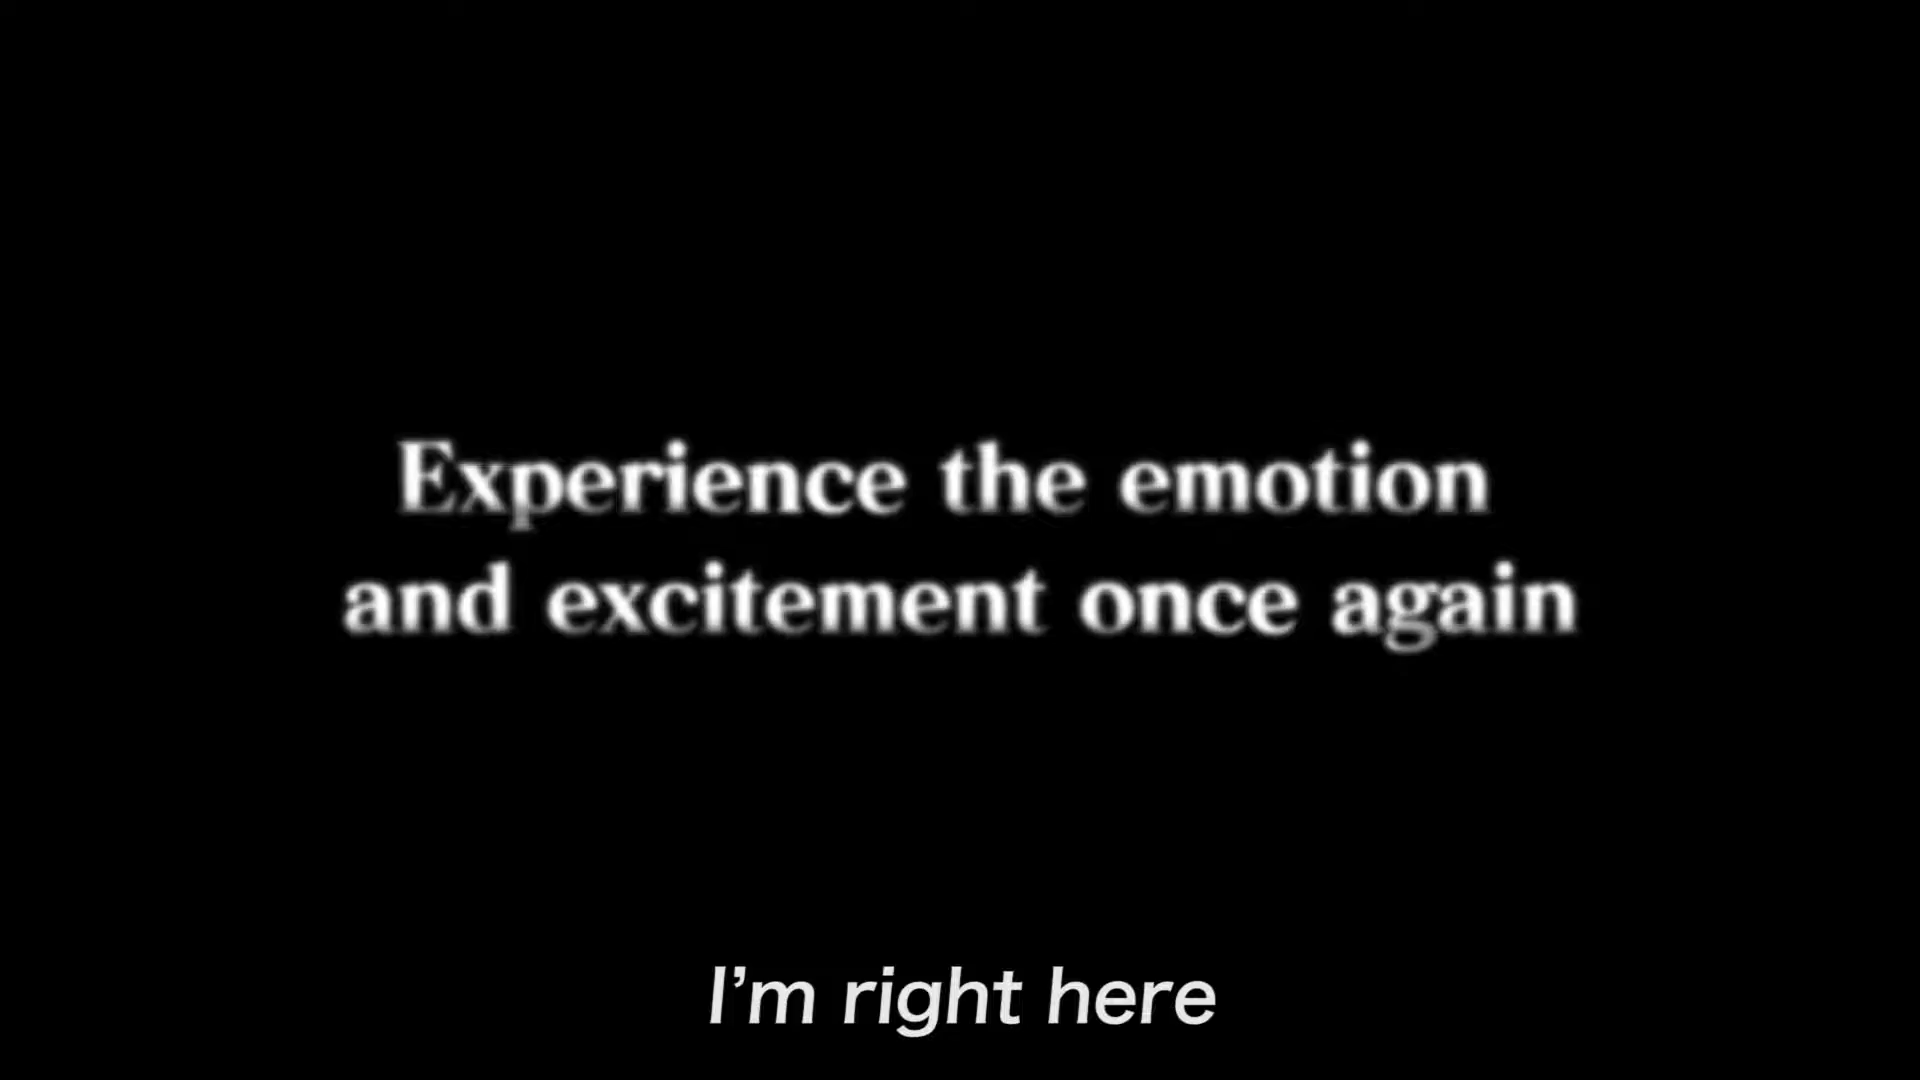 Experience the emotion
and excitement once again
I’m right here